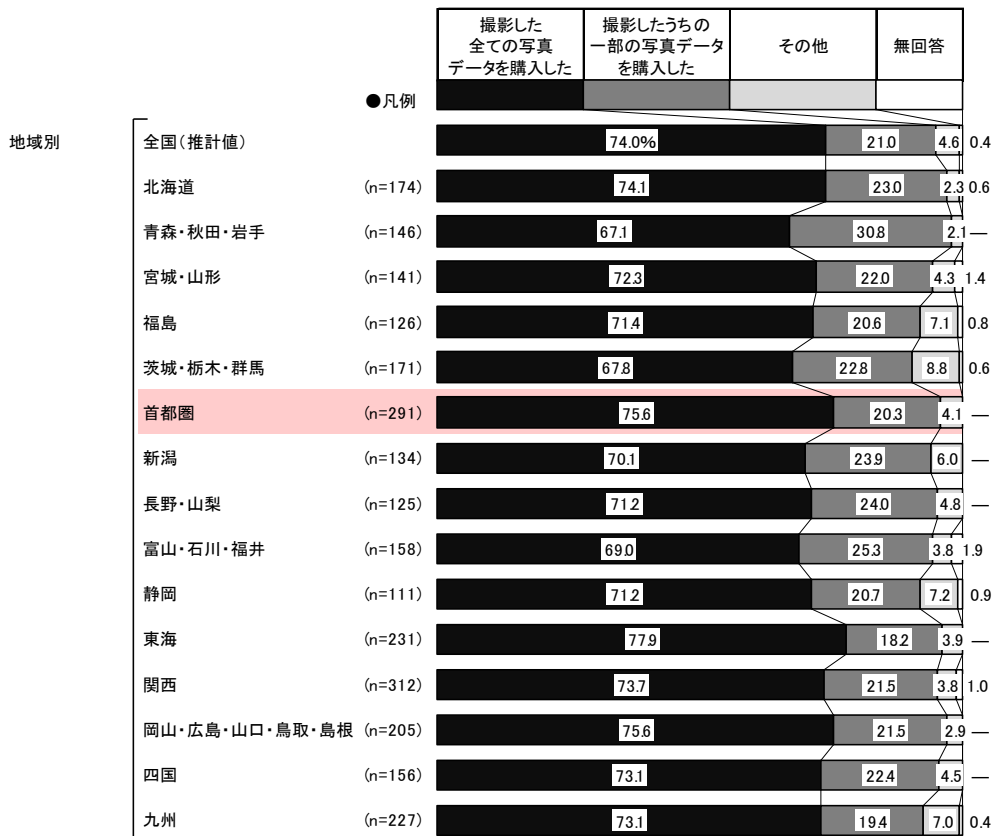 撮影した
全ての写真
データを購入した
撮影したうちの
一部の写真データ
を購入した
その他
無回答
●凡例
地域別
全国(推計値) 74.0% 21.0 4.6 0.4
北海道 (n=174) 74.1 23.0 2.3 0.6
青森・秋田・岩手 (n=146) 67.1 30.8 2.1 —
宮城・山形 (n=141) 72.3 22.0 4.3 1.4
福島 (n=126) 71.4 20.6 7.1 0.8
茨城・栃木・群馬 (n=171) 67.8 22.8 8.8 0.6
首都圏 (n=291) 75.6 20.3 4.1 —
新潟 (n=134) 70.1 23.9 6.0 —
長野・山梨 (n=125) 71.2 24.0 4.8 —
富山・石川・福井 (n=158) 69.0 25.3 3.8 1.9
静岡 (n=111) 71.2 20.7 7.2 0.9
東海 (n=231) 77.9 18.2 3.9 —
関西 (n=312) 73.7 21.5 3.8 1.0
岡山・広島・山口・鳥取・島根 (n=205) 75.6 21.5 2.9 —
四国 (n=156) 73.1 22.4 4.5 —
九州 (n=227) 73.1 19.4 7.0 0.4